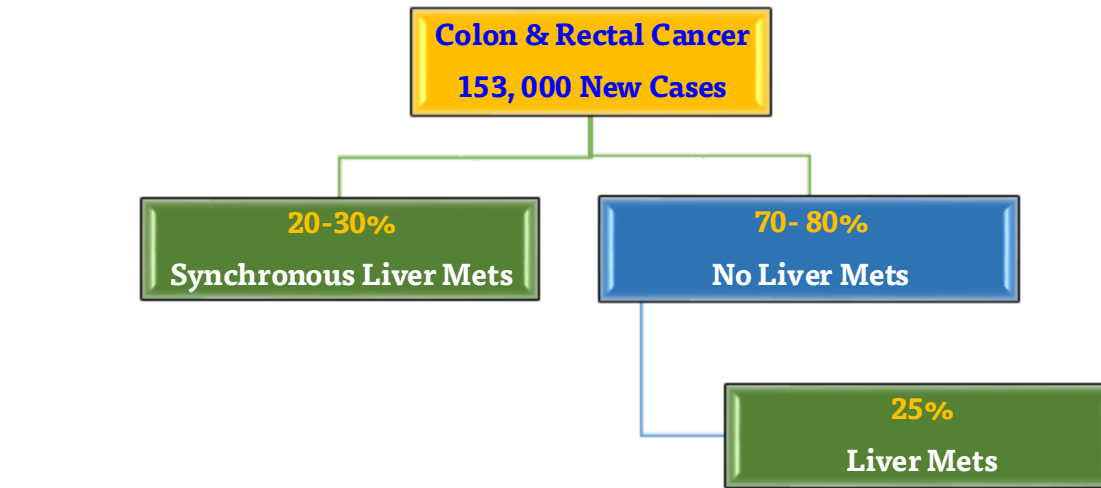 Colon & Rectal Cancer
153, 000 New Cases
20-30%
Synchronous Liver Mets
70- 80%
No Liver Mets
25%
Liver Mets